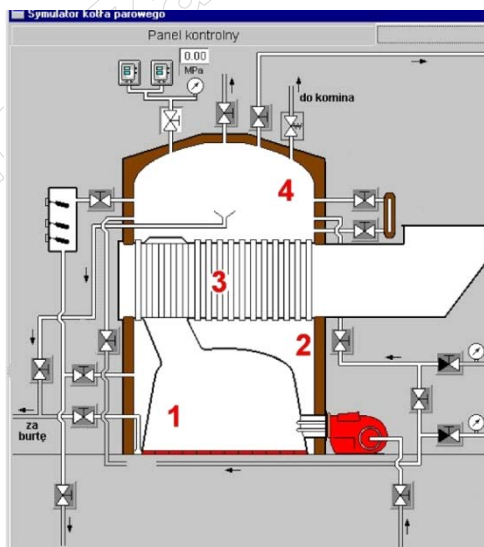 Symulator kotła parowego
Panel kontrolny
0.00
MPa
do komina
4
3
2
1
za
burtę